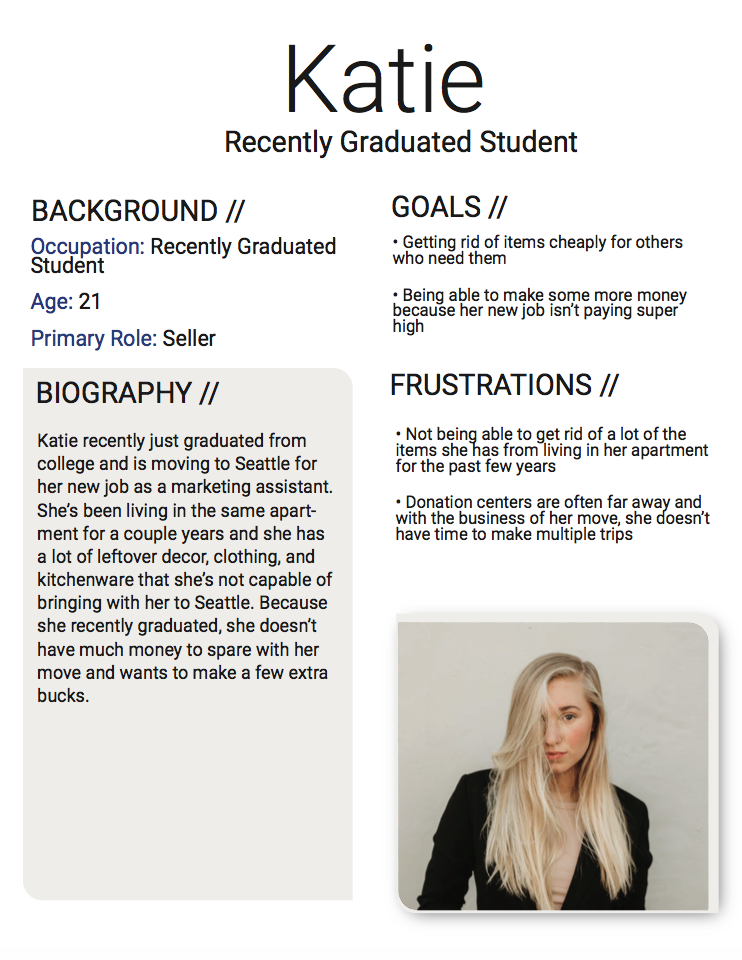 Katie
Recently Graduated Student
BACKGROUND //
Occupation: Recently Graduated
Student
Age: 21
Primary Role: Seller
BIOGRAPHY //
Katie recently just graduated from
college and is moving to Seattle for
her new job as a marketing assistant.
She’s been living in the same apart-
ment for a couple years and she has
a lot of leftover decor, clothing, and
kitchenware that she’s not capable of
bringing with her to Seattle. Because
she recently graduated, she doesn’t
have much money to spare with her
move and wants to make a few extra
bucks.
GOALS //
• Getting rid of items cheaply for others
who need them
• Being able to make some more money
because her new job isn’t paying super
high
FRUSTRATIONS //
• Not being able to get rid of a lot of the
items she has from living in her apartment
for the past few years
• Donation centers are often far away and
with the business of her move, she doesn’t
have time to make multiple trips